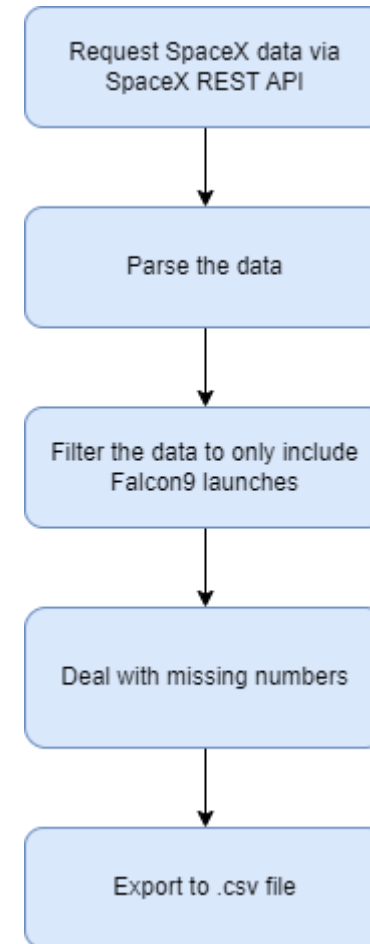 Request SpaceX data via
SpaceX REST API
Parse the data
Filter the data to only include
Falcon9 launches
Deal with missing numbers
Export to .csv file